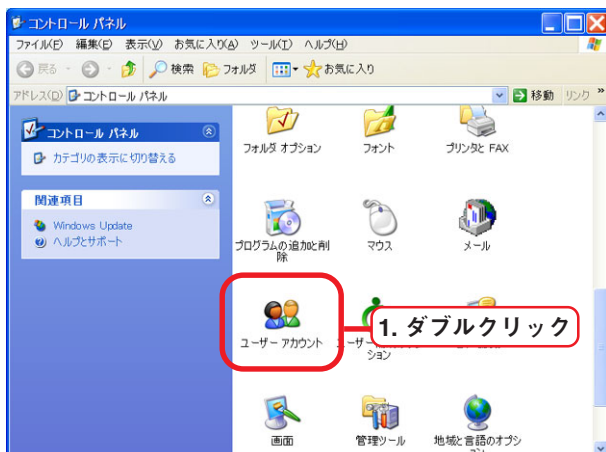 コントロール パネル
ファイル(F) 編集(E) 表示(V) お気に入り(A) ツール(T) ヘルプ(H)
戻る 検索 フォルダ お気に入り
アドレス(D) コントロール パネル 移動 リンク »
コントロール パネル
カテゴリの表示に切り替える
関連項目
Windows Update
ヘルプとサポート
フォルダ オプション
フォント
プリンタと FAX
プログラムの追加と削
除
マウス
メール
ユーザー アカウント
ユーザー
ション
1. ダブルクリック
画面
管理ツール
地域と言語のオプシ